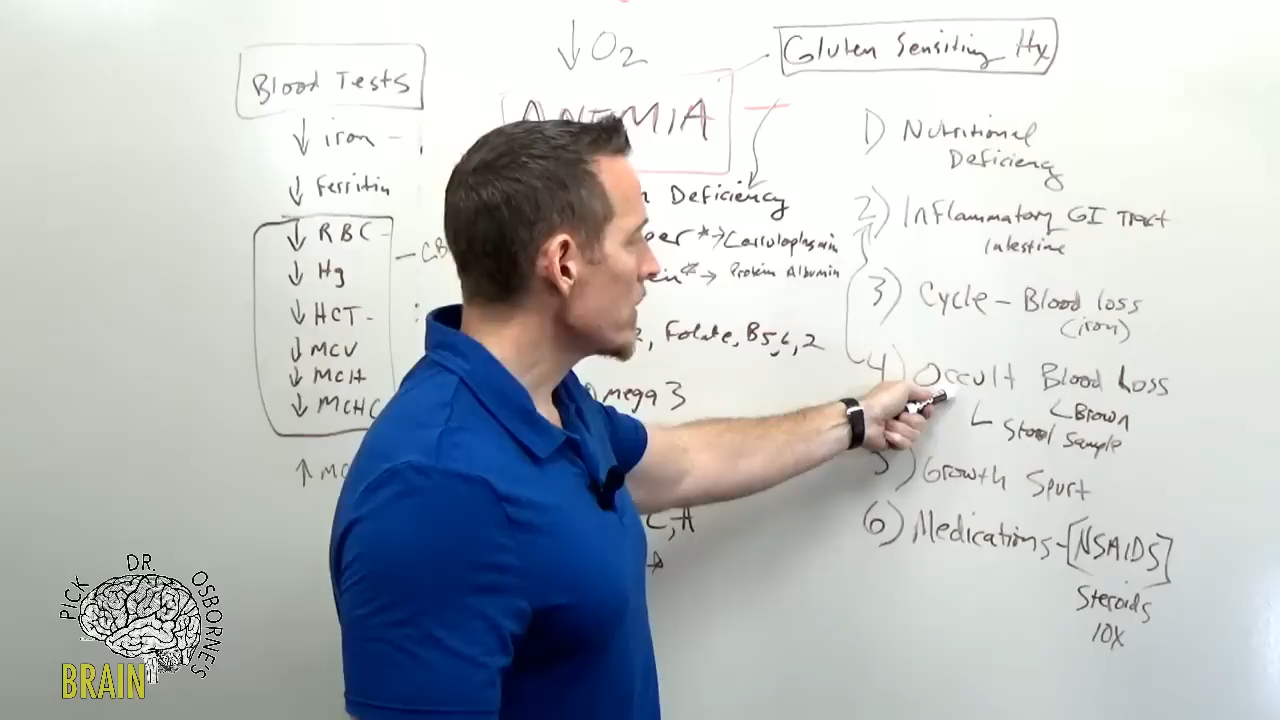 ↓ O2
Gluten Sensitivity Hx
Blood Tests
ANEMIA
↓ iron -
↓ Ferritin
↓ RBC -
↓ Hg
↓ HCT -
↓ MCV
↓ MCH
↓ MCHC
Deficiency
* → Ceruloplasmin
* → Protein Albumin
, Folate, B5, 6, 2
Omega 3
C, A
1) Nutritional
Deficiency
2) Inflammatory GI Tract
Intestine
3) Cycle - Blood loss
(iron)
4) Occult Blood Loss
Brown
Stool Sample
5) Growth Spurt
6) Medications - [NSAIDS]
Steroids
10X
PICK DR. OSBORNE'S
BRAIN